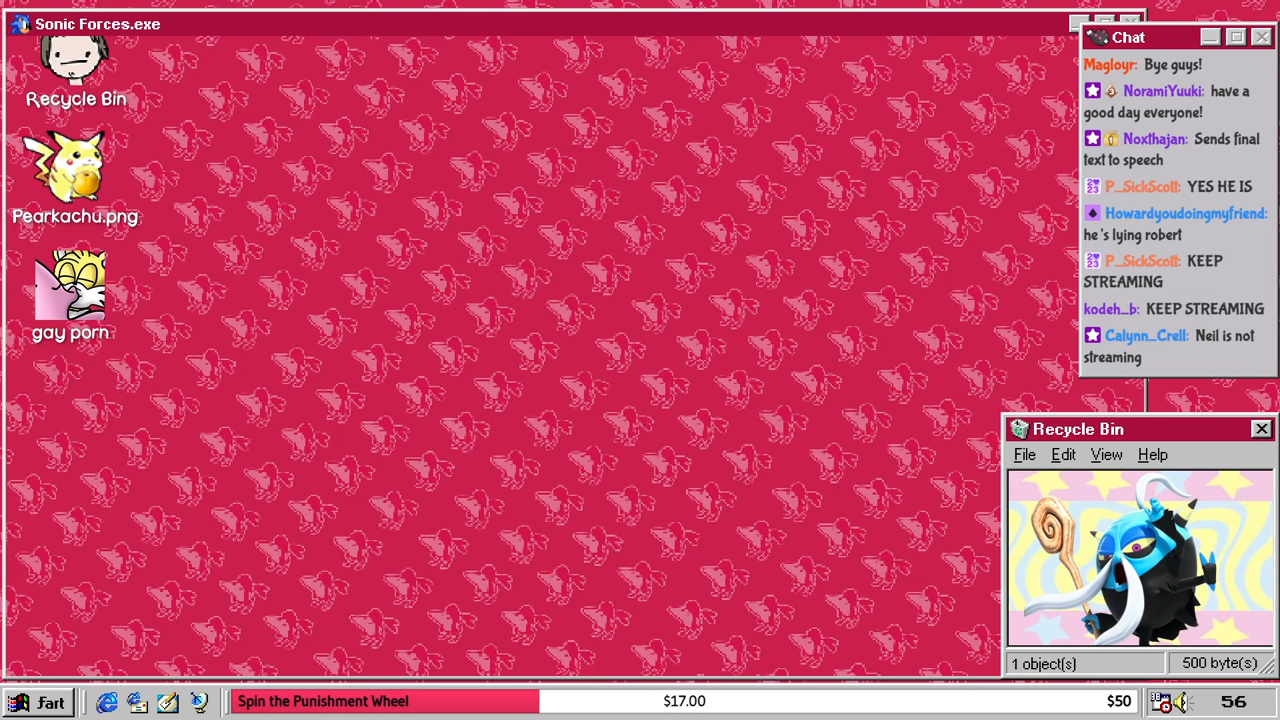 Sonic Forces.exe
Recycle Bin
Pearkachu.png
gay porn
Chat
Magloyr: Bye guys!
NoramiYuuki: have a
good day everyone!
Noxthajan: Sends final
text to speech
P_SickScott: YES HE IS
Howardyoudoingmyfriend:
he's lying robert
P_SickScott: KEEP
STREAMING
kodeh_b: KEEP STREAMING
Calynn_Crell: Neil is not
streaming
Recycle Bin
File Edit View Help
1 object(s) 500 byte(s)
fart
Spin the Punishment Wheel $17.00 $50
56